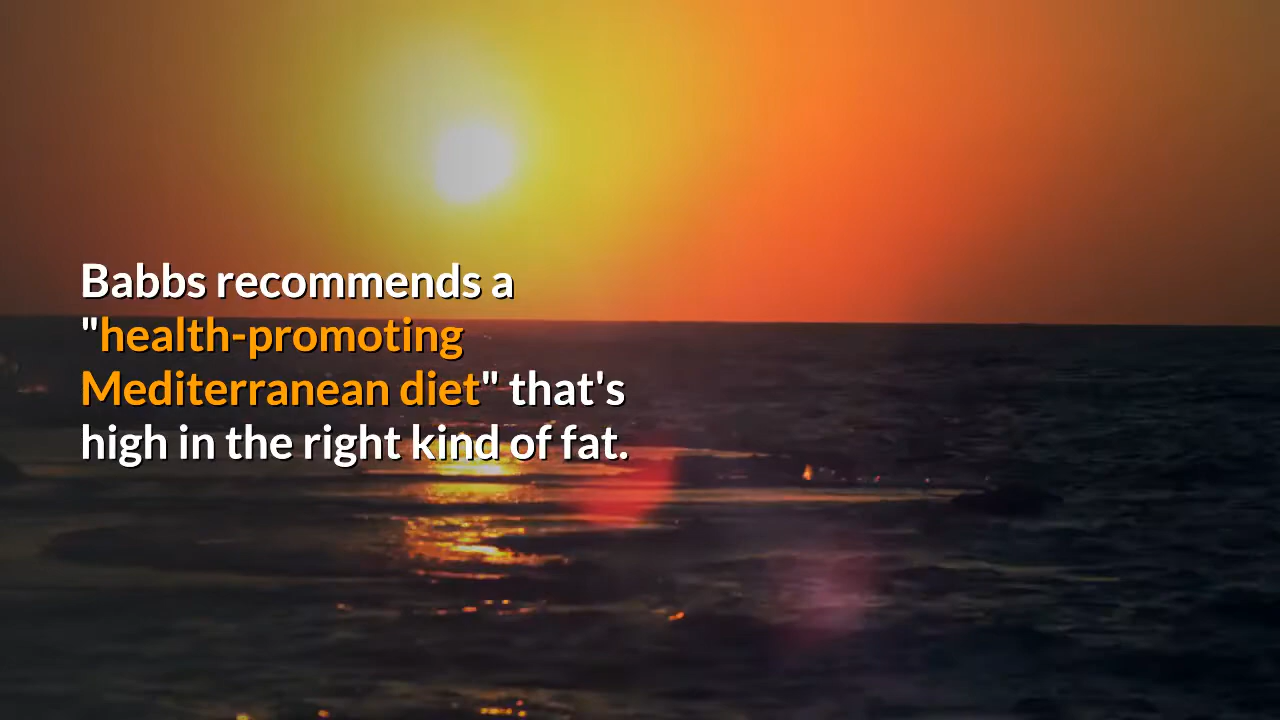 Babbs recommends a
"health-promoting
Mediterranean diet" that's
high in the right kind of fat.